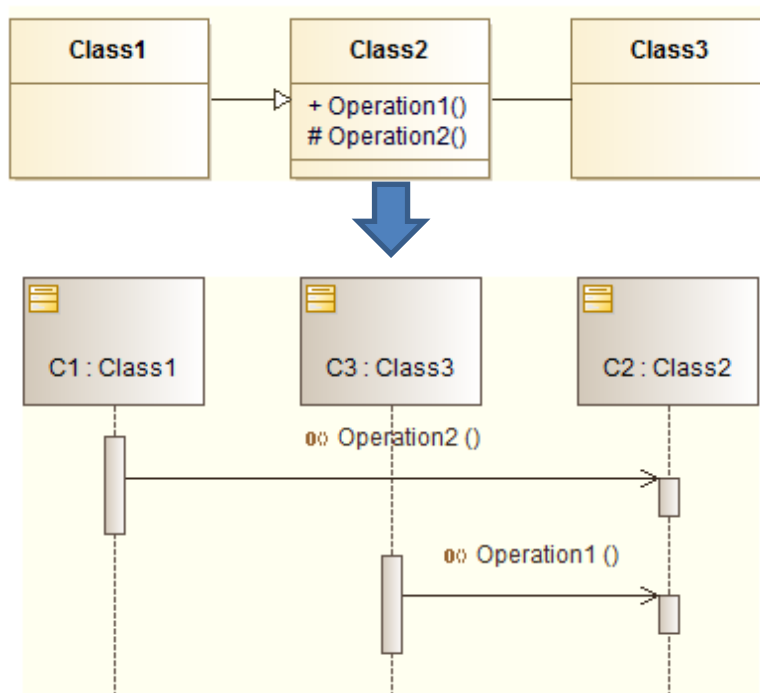 Class1
Class2
Class3
+ Operation1()
# Operation2()
C1 : Class1
C3 : Class3
C2 : Class2
Operation2 ()
Operation1 ()